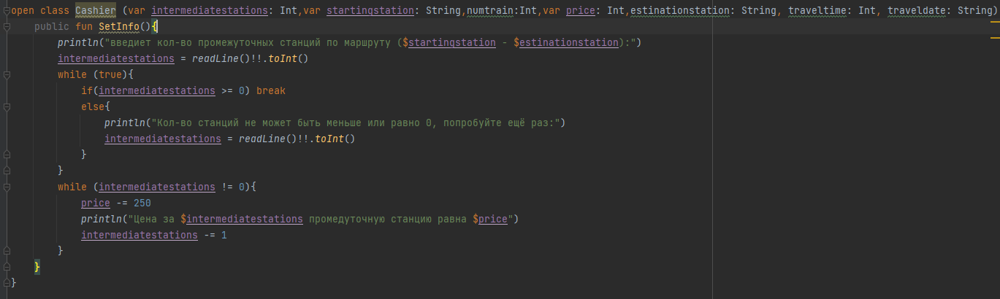 open class Cashier (var intermediatestations: Int,var startingstation: String,numtrain:Int,var price: Int,estinationstation: String, traveltime: Int, traveldate: String)
public fun SetInfo(){
println("введиет кол-во промежуточных станций по маршруту ($startingstation - $estinationstation):")
intermediatestations = readLine()!!.toInt()
while (true){
if(intermediatestations >= 0) break
else{
println("Кол-во станций не может быть меньше или равно 0, попробуйте ещё раз:")
intermediatestations = readLine()!!.toInt()
}
}
while (intermediatestations != 0){
price -= 250
println("Цена за $intermediatestations промедуточную станцию равна $price")
intermediatestations -= 1
}
}
}